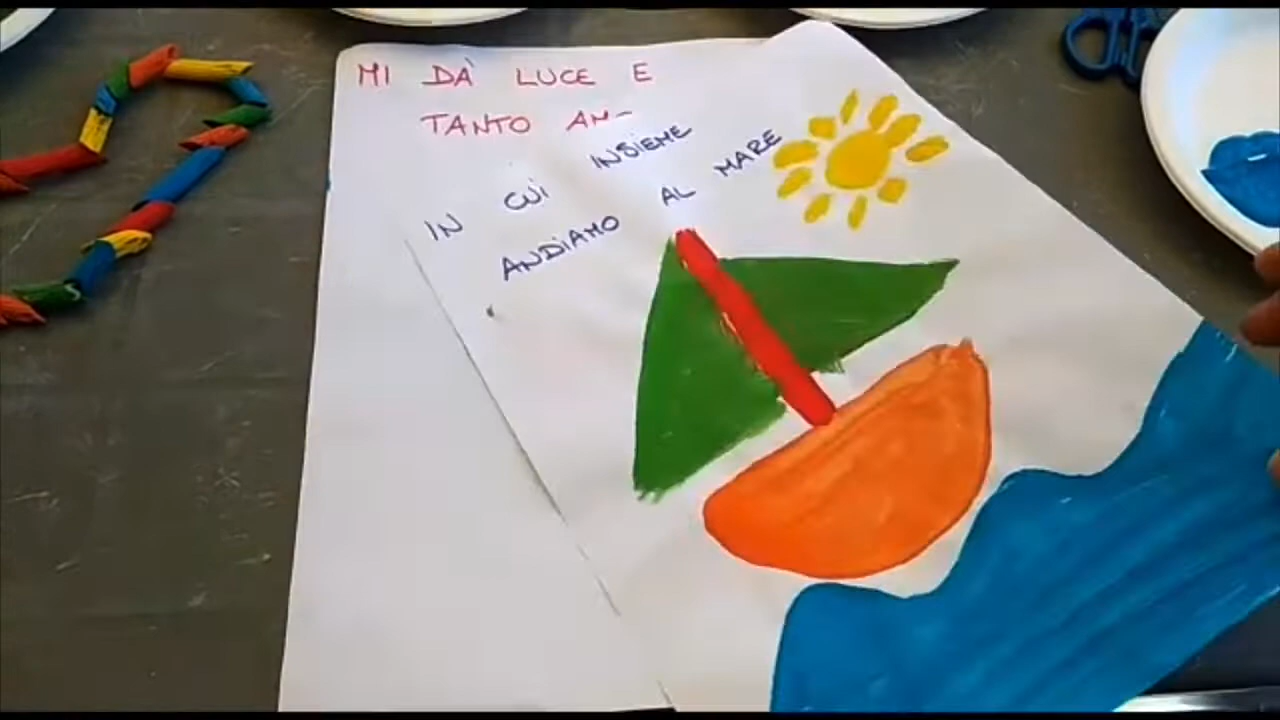 MI DÀ LUCE E
TANTO AM-
IN CUI INSIEME
ANDIAMO AL MARE